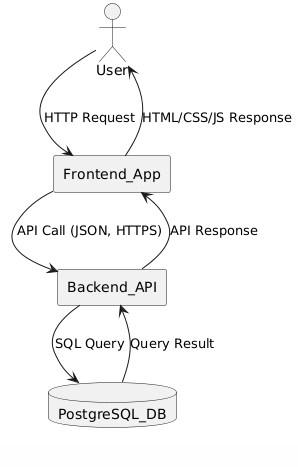 User
HTTP Request
HTML/CSS/JS Response
Frontend_App
API Call (JSON, HTTPS)
API Response
Backend_API
SQL Query
Query Result
PostgreSQL_DB